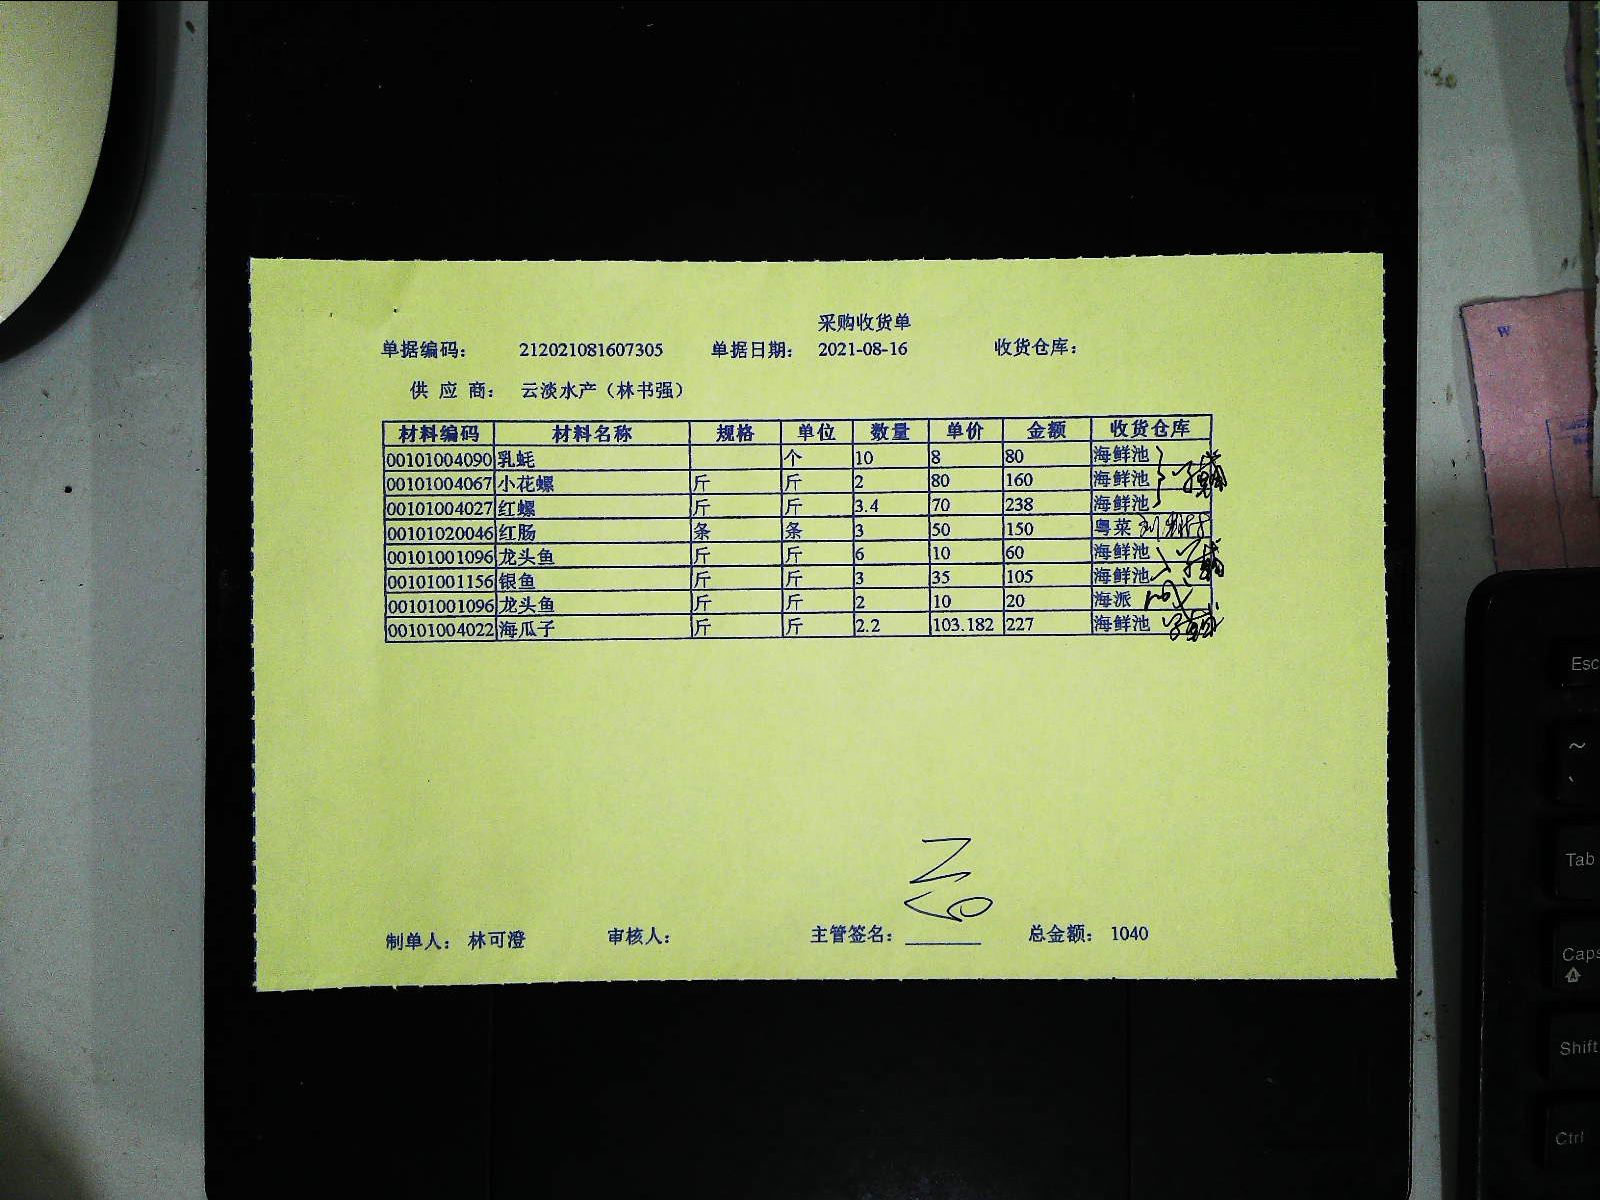 采购收货单
单据编码： 212021081607305 单据日期： 2021-08-16 收货仓库：
供 应 商： 云淡水产（林书强）
材料编码 材料名称 规格 单位 数量 单价 金额 收货仓库
00101004090 乳蚝 个 10 8 80 海鲜池
00101004067 小花螺 斤 斤 2 80 160 海鲜池
00101004027 红螺 斤 斤 3.4 70 238 海鲜池
00101020046 红肠 条 条 3 50 150 粤菜
00101001096 龙头鱼 斤 斤 6 10 60 海鲜池
00101001156 银鱼 斤 斤 3 35 105 海鲜池
00101001096 龙头鱼 斤 斤 2 10 20 海派
00101004022 海瓜子 斤 斤 2.2 103.182 227 海鲜池
制单人： 林可澄 审核人： 主管签名： 总金额： 1040
W
Esc
~
Tab
Caps
Shift
Ctrl